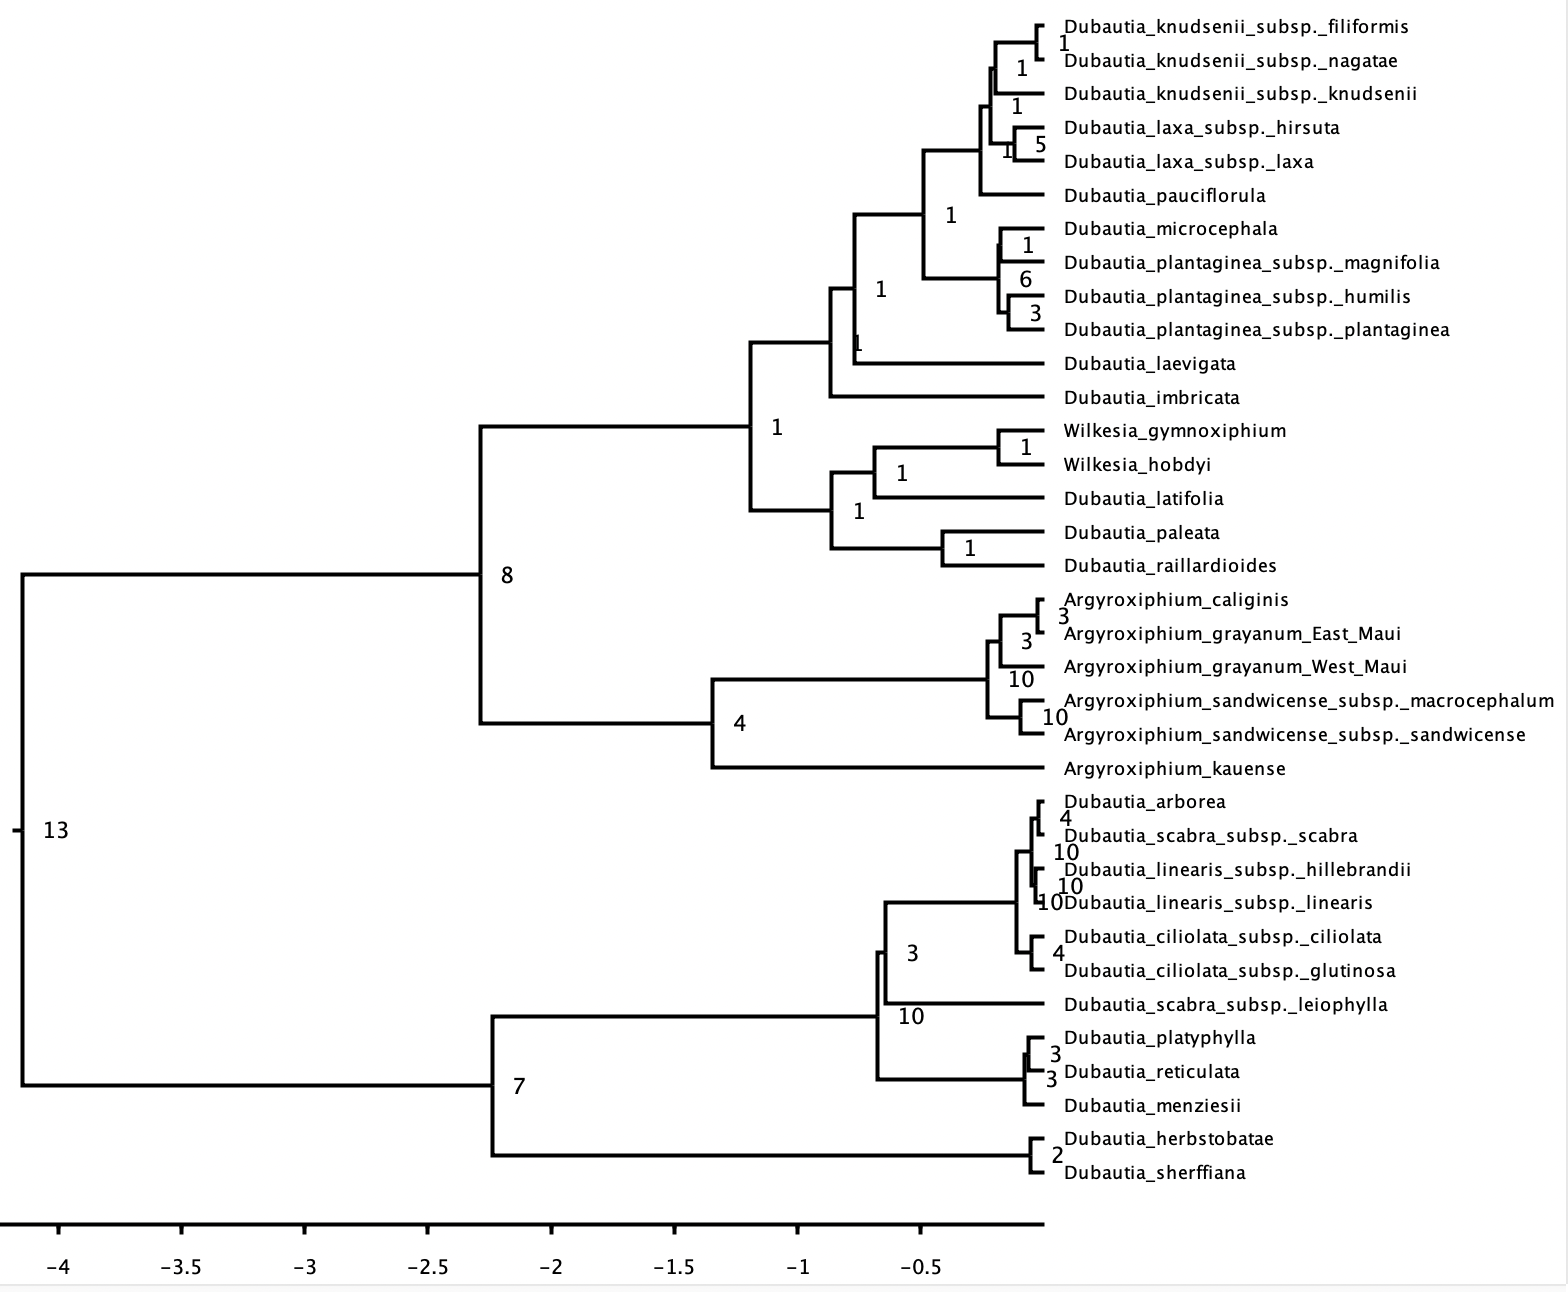 Dubautia_knudsenii_subsp._filiformis
1
Dubautia_knudsenii_subsp._nagatae
1
Dubautia_knudsenii_subsp._knudsenii
1
Dubautia_laxa_subsp._hirsuta
5
1
Dubautia_laxa_subsp._laxa
Dubautia_pauciflorula
1
Dubautia_microcephala
1
Dubautia_plantaginea_subsp._magnifolia
6
1
Dubautia_plantaginea_subsp._humilis
3
Dubautia_plantaginea_subsp._plantaginea
1
Dubautia_laevigata
Dubautia_imbricata
1
Wilkesia_gymnoxiphium
1
Wilkesia_hobdyi
1
Dubautia_latifolia
1
Dubautia_paleata
1
Dubautia_raillardioides
8
Argyroxiphium_caliginis
3
Argyroxiphium_grayanum_East_Maui
3
Argyroxiphium_grayanum_West_Maui
10
Argyroxiphium_sandwicense_subsp._macrocephalum
10
4
Argyroxiphium_sandwicense_subsp._sandwicense
Argyroxiphium_kauense
Dubautia_arborea
4
13
Dubautia_scabra_subsp._scabra
10
Dubautia_linearis_subsp._hillebrandii
10
10
Dubautia_linearis_subsp._linearis
Dubautia_ciliolata_subsp._ciliolata
4
3
Dubautia_ciliolata_subsp._glutinosa
Dubautia_scabra_subsp._leiophylla
10
Dubautia_platyphylla
3
Dubautia_reticulata
3
7
Dubautia_menziesii
Dubautia_herbstobatae
2
Dubautia_sherffiana
-4 -3.5 -3 -2.5 -2 -1.5 -1 -0.5